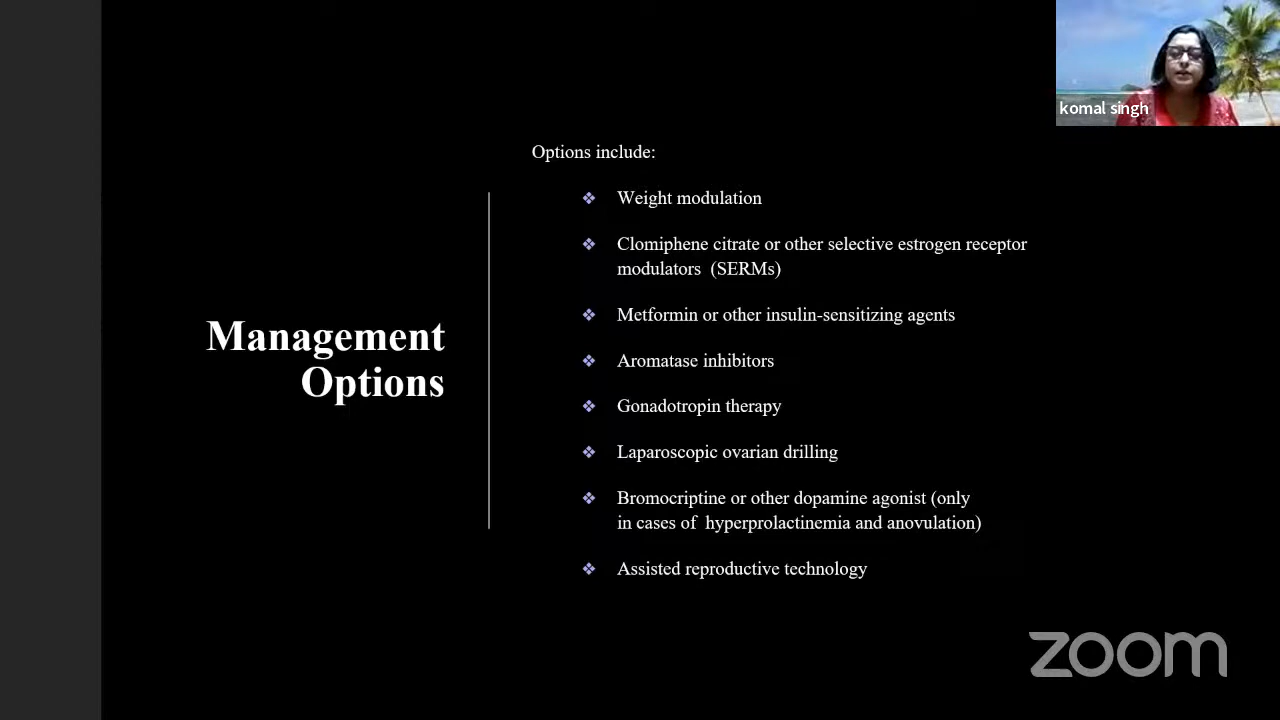 komal singh
Options include:
❖ Weight modulation
❖ Clomiphene citrate or other selective estrogen receptor
modulators (SERMs)
❖ Metformin or other insulin-sensitizing agents
Management
Options
❖ Aromatase inhibitors
❖ Gonadotropin therapy
❖ Laparoscopic ovarian drilling
❖ Bromocriptine or other dopamine agonist (only
in cases of hyperprolactinemia and anovulation)
❖ Assisted reproductive technology
zoom